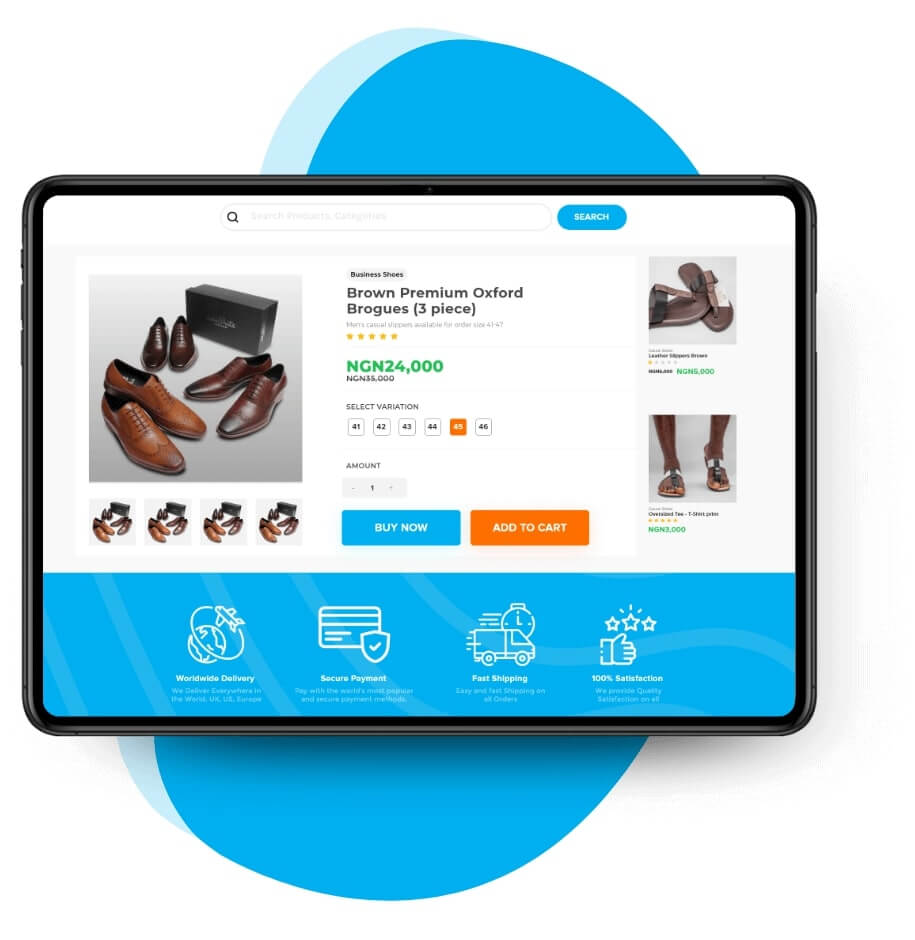 Search Products, Categories
SEARCH
Business Shoes
Brown Premium Oxford
Brogues (3 piece)
Men's casual slippers available for order size 41-47
NGN24,000
NGN35,000
SELECT VARIATION
41 42 43 44 45 46
AMOUNT
- 1 +
BUY NOW
ADD TO CART
Leather Slippers Brown
NGN6,000 NGN5,000
Oversized Tee - T-Shirt print
NGN3,000
Worldwide Delivery
We Deliver Everywhere in
the World, UK, US, Europe
Secure Payment
Pay with the world's most popular
and secure payment methods.
Fast Shipping
Easy and fast Shipping on
all Orders
100% Satisfaction
We provide Quality
Satisfaction on all